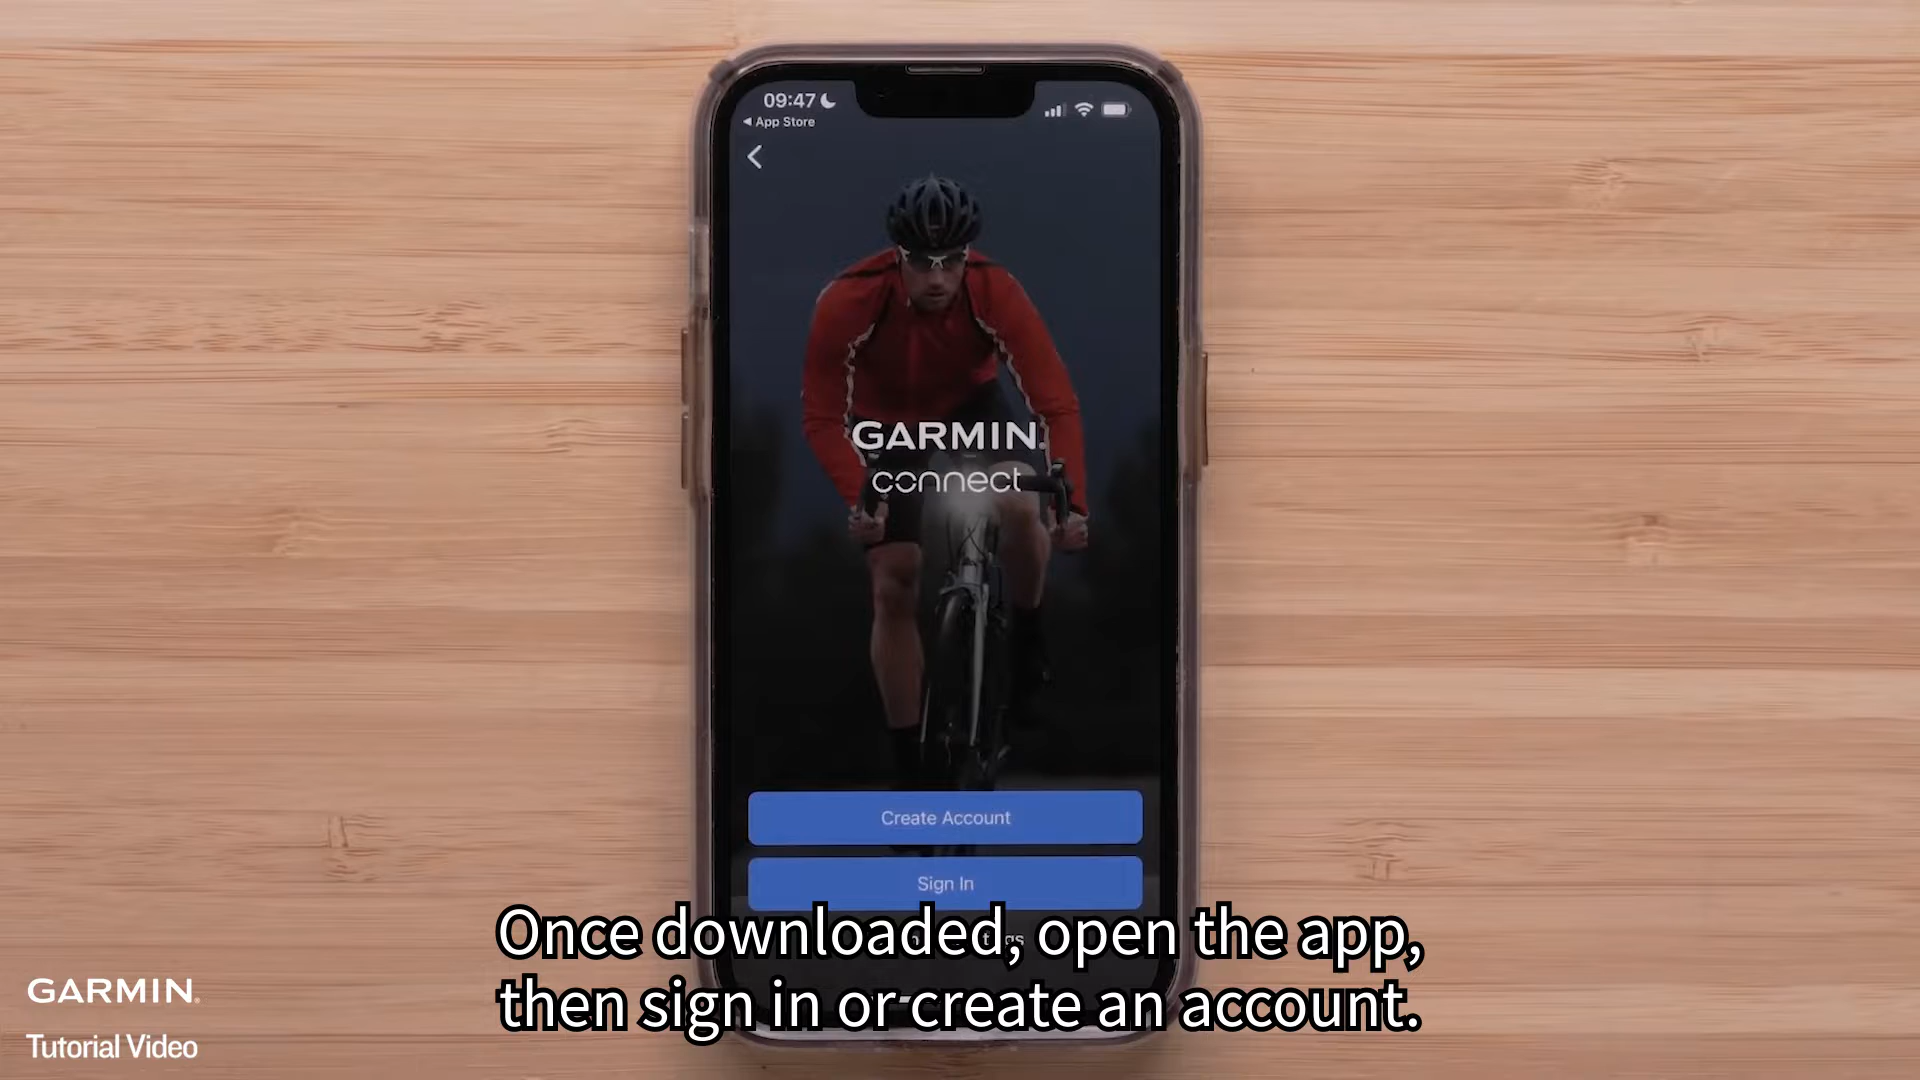 09:47
App Store
GARMIN
connect
Create Account
Sign In
Once downloaded, open the app,
then sign in or create an account.
GARMIN
Tutorial Video